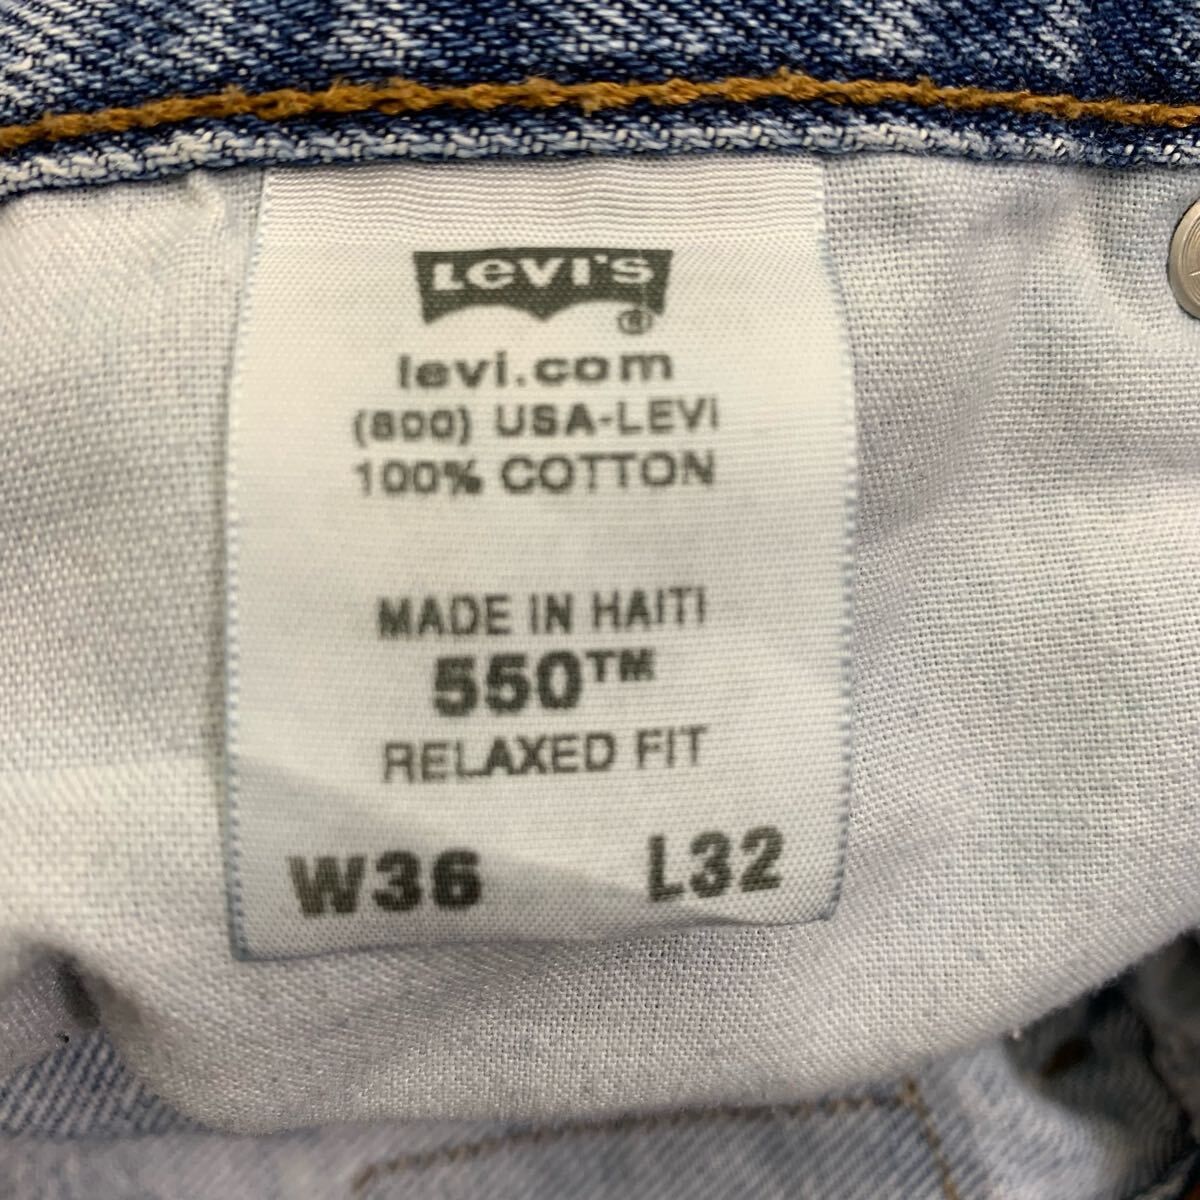 Levi's®
levi.com
(800) USA-LEVI
100% COTTON
MADE IN HAITI
550™
RELAXED FIT
W36 L32